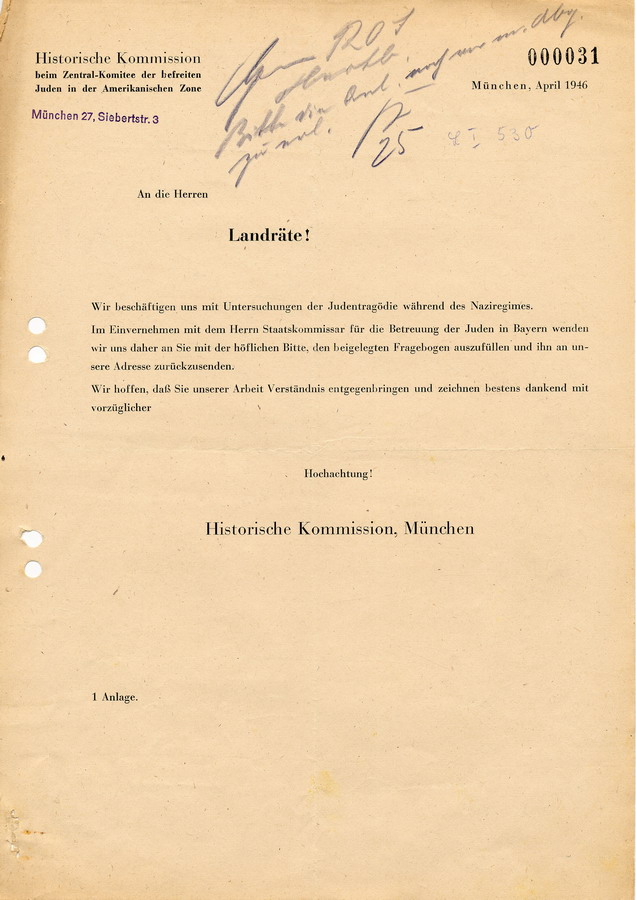 Historische Kommission
beim Zentral-Komitee der befreiten
Juden in der Amerikanischen Zone
München 27, Siebertstr. 3
000031
München, April 1946
Bitte die
25
530
An die Herren
Landräte!
Wir beschäftigen uns mit Untersuchungen der Judentragödie während des Naziregimes.
Im Einvernehmen mit dem Herrn Staatskommissar für die Betreuung der Juden in Bayern wenden
wir uns daher an Sie mit der höflichen Bitte, den beigelegten Fragebogen auszufüllen und ihn an un-
sere Adresse zurückzusenden.
Wir hoffen, daß Sie unserer Arbeit Verständnis entgegenbringen und zeichnen bestens dankend mit
vorzüglicher
Hochachtung!
Historische Kommission, München
1 Anlage.